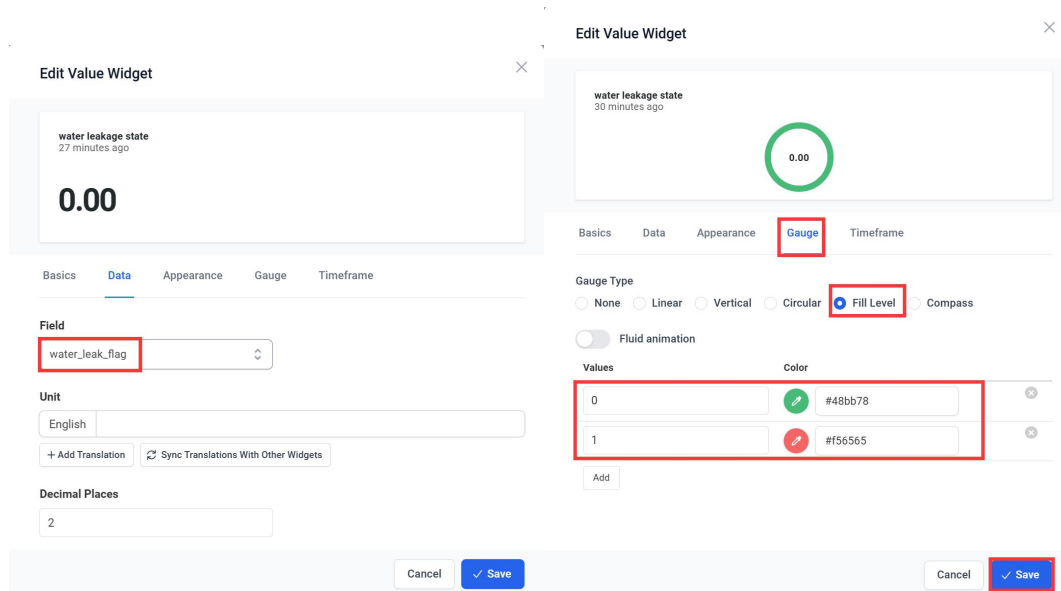 Edit Value Widget
water leakage state
27 minutes ago
0.00
Basics Data Appearance Gauge Timeframe
Field
water_leak_flag
Unit
English
+ Add Translation Sync Translations With Other Widgets
Decimal Places
2
Cancel Save
Edit Value Widget
water leakage state
30 minutes ago
0.00
Basics Data Appearance Gauge Timeframe
Gauge Type
None Linear Vertical Circular Fill Level Compass
Fluid animation
Values Color
0 #48bb78
1 #f56565
Add
Cancel Save